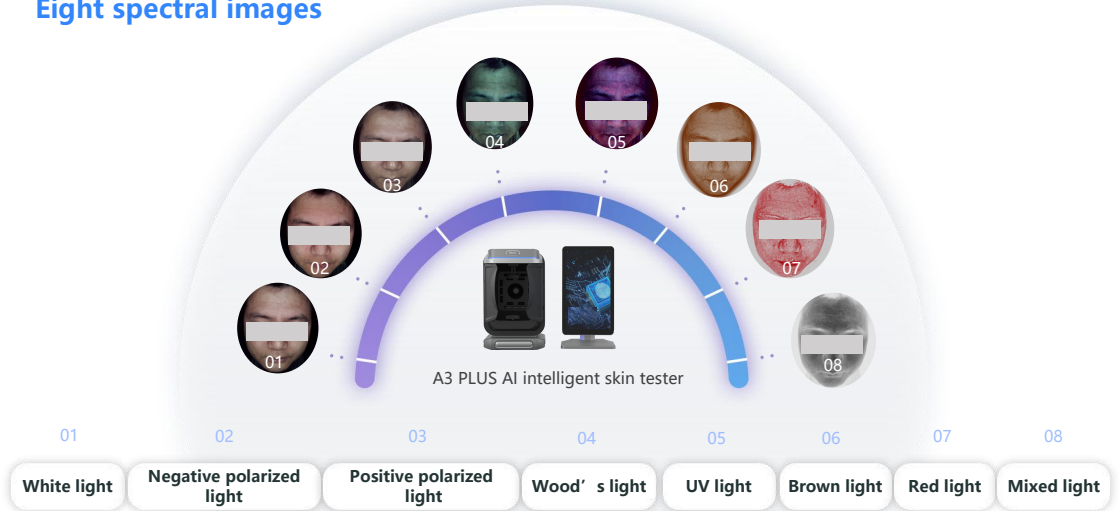 Eight spectral images
04
05
03
06
02
07
01
08
A3 PLUS AI intelligent skin tester
01
02
03
04
05
06
07
08
White light
Negative polarized
light
Positive polarized
light
Wood’s light
UV light
Brown light
Red light
Mixed light